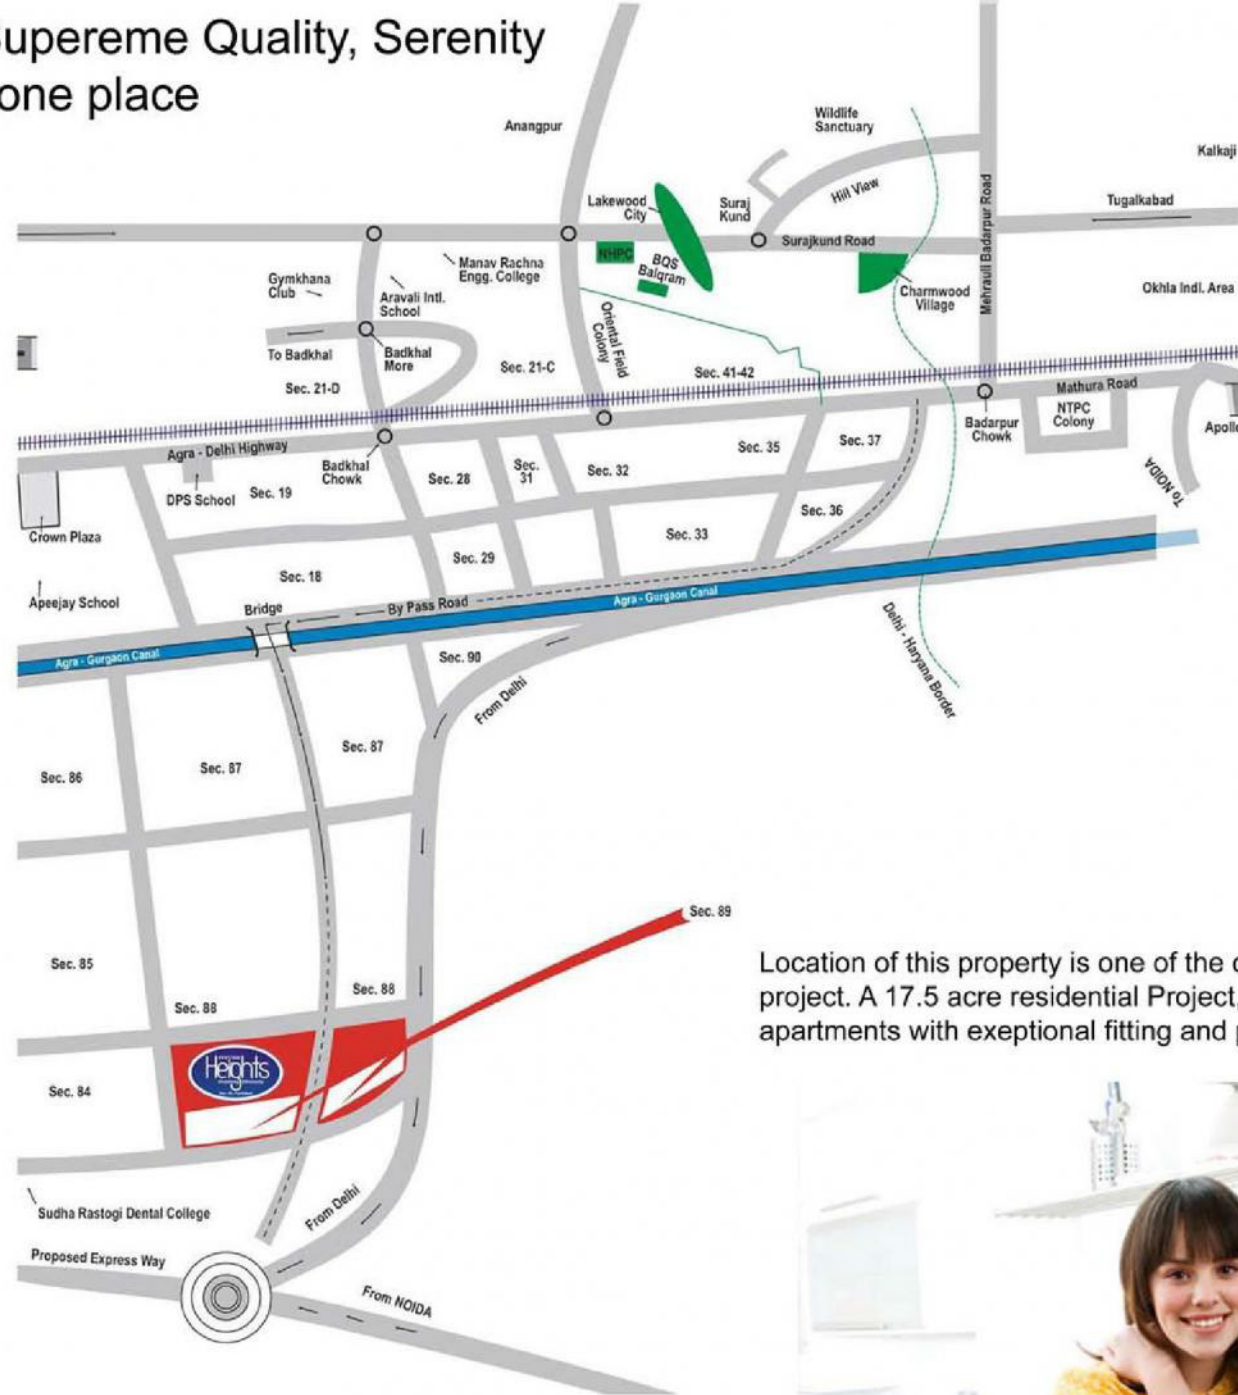 Supereme Quality, Serenity
one place
Anangpur
Wildlife
Sanctuary
Kalkaji
Lakewood
City
Suraj
Kund
Hill View
Mehrauli Badarpur Road
Tugalkabad
Surajkund Road
NHPC
BQS
Balqram
Manav Rachna
Engg. College
Gymkhana
Club
Aravali Intl.
School
Charmwood
Village
Okhla Indl. Area
Oriental Field
Colony
To Badkhal
Badkhal
More
Sec. 21-C
Sec. 41-42
Sec. 21-D
Mathura Road
NTPC
Colony
Badarpur
Chowk
Agra - Delhi Highway
Badkhal
Chowk
Sec. 28
Sec.
31
Sec. 32
Sec. 35
Sec. 37
To NOIDA
DPS School
Sec. 19
Sec. 36
Crown Plaza
Sec. 33
Sec. 29
Sec. 18
Apeejay School
Bridge
By Pass Road
Agra - Gurgaon Canal
Agra - Gurgaon Canal
Delhi - Haryana Border
Sec. 90
From Delhi
Sec. 87
Sec. 87
Sec. 86
Sec. 89
Sec. 85
Sec. 88
Sec. 88
Location of this property is one of the
project. A 17.5 acre residential Project,
apartments with exeptional fitting and
Heights
Sec. 84
Sudha Rastogi Dental College
From Delhi
Proposed Express Way
From NOIDA